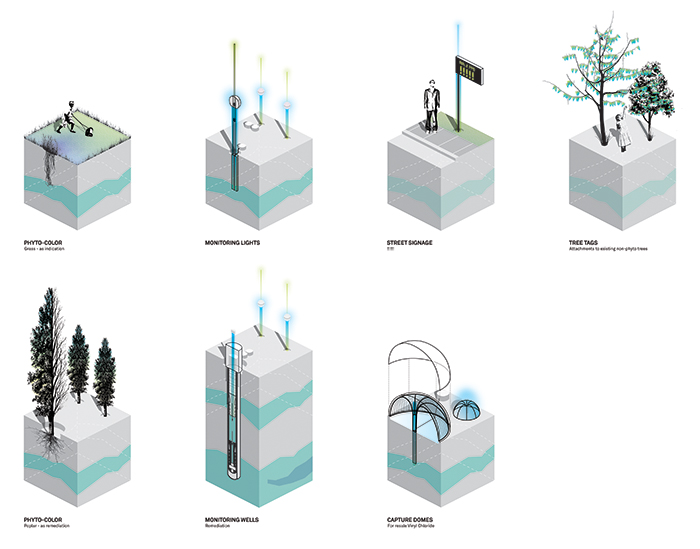 PHYTO-COLOR
Grass - as indication
MONITORING LIGHTS
STREET SIGNAGE
TREE TAGS
Attachments to existing non-phyto trees
PHYTO-COLOR
Poplar - as remediation
MONITORING WELLS
Remediation
CAPTURE DOMES
For resale Vinyl Chloride